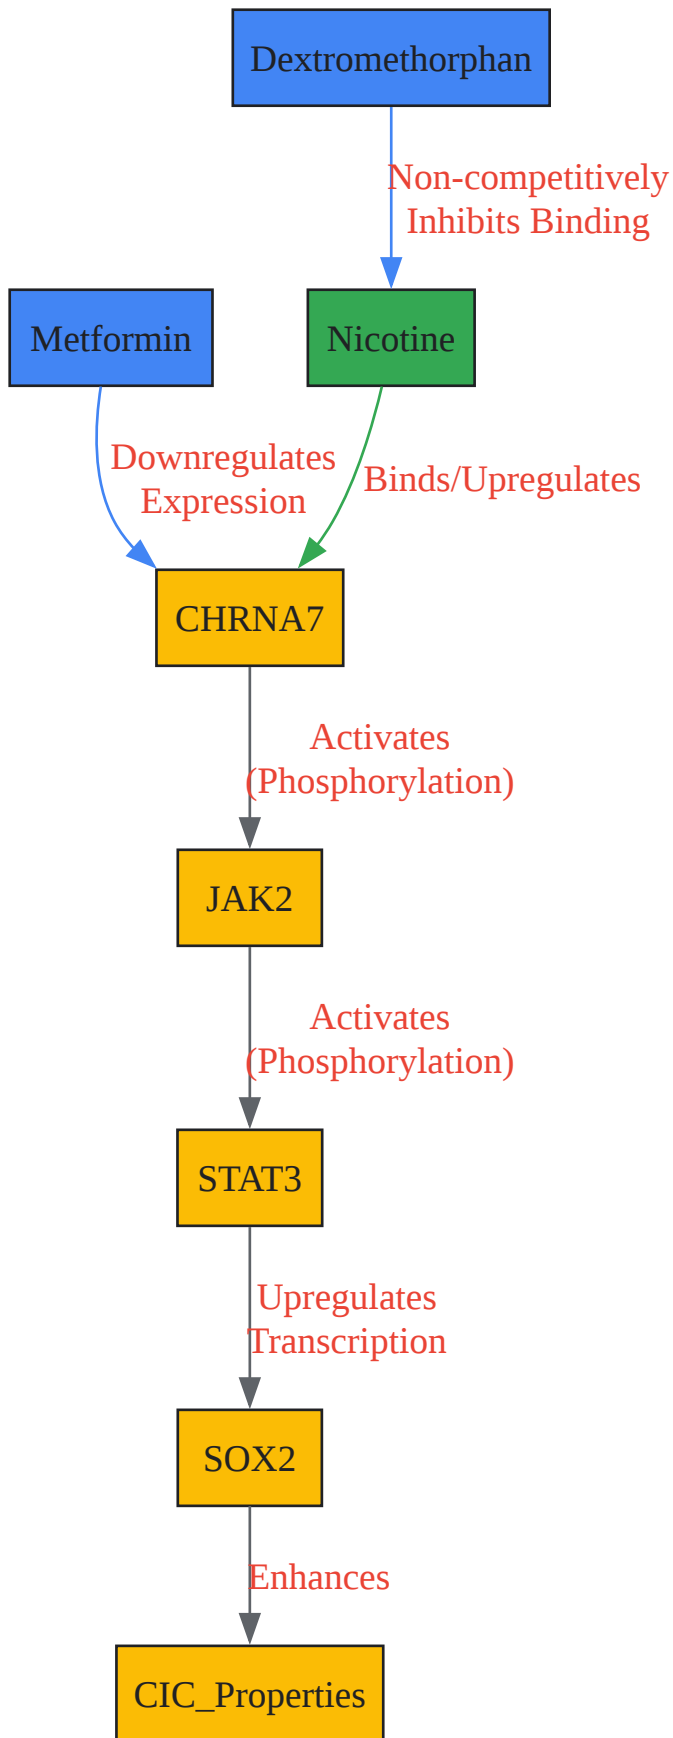 Dextromethorphan
Non-competitively
Inhibits Binding
Metformin
Nicotine
Downregulates
Expression
Binds/Upregulates
CHRNA7
Activates
(Phosphorylation)
JAK2
Activates
(Phosphorylation)
STAT3
Upregulates
Transcription
SOX2
Enhances
CIC_Properties